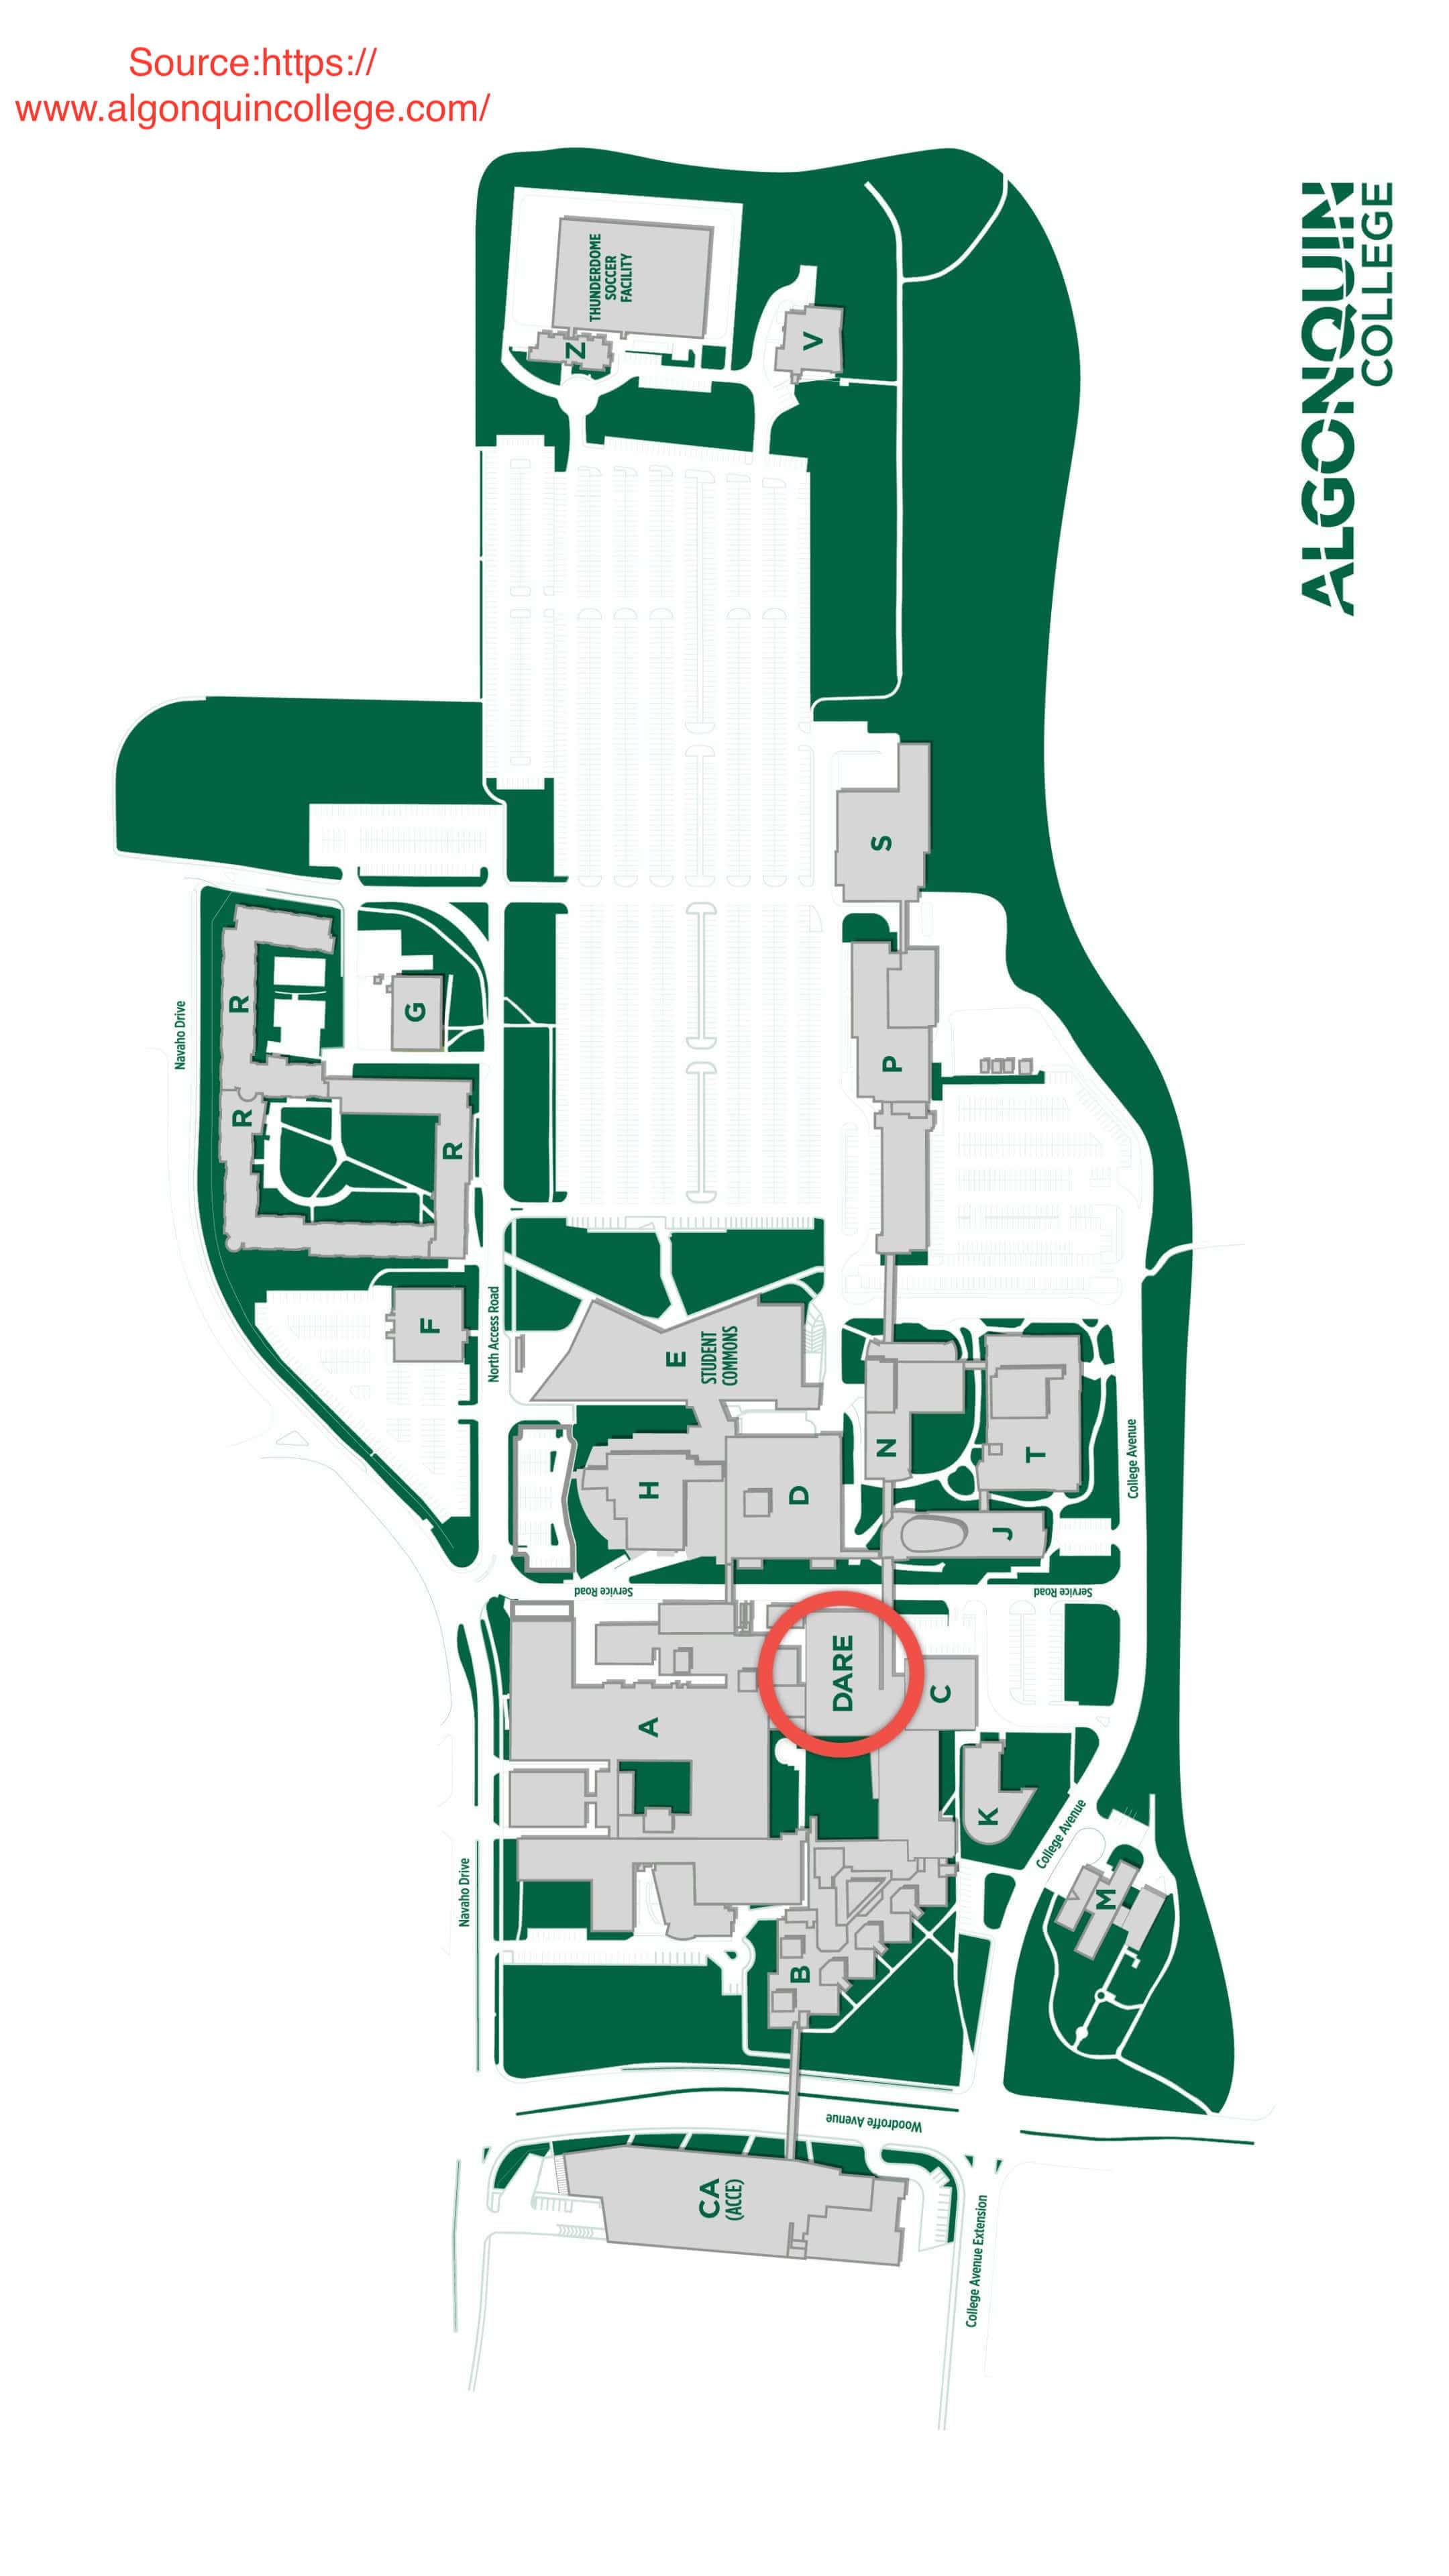 Source:https://
www.algonquincollege.com/
ALGONQUIN
COLLEGE
THUNDERDOME
SOCCER
FACILITY
Z
V
S
Navaho Drive
R
G
P
R
R
F
North Access Road
E
STUDENT
COMMONS
N
T
College Avenue
H
D
J
Service Road
Service Road
DARE
C
A
K
College Avenue
M
Navaho Drive
B
Woodroffe Avenue
CA
(ACCE)
College Avenue Extension